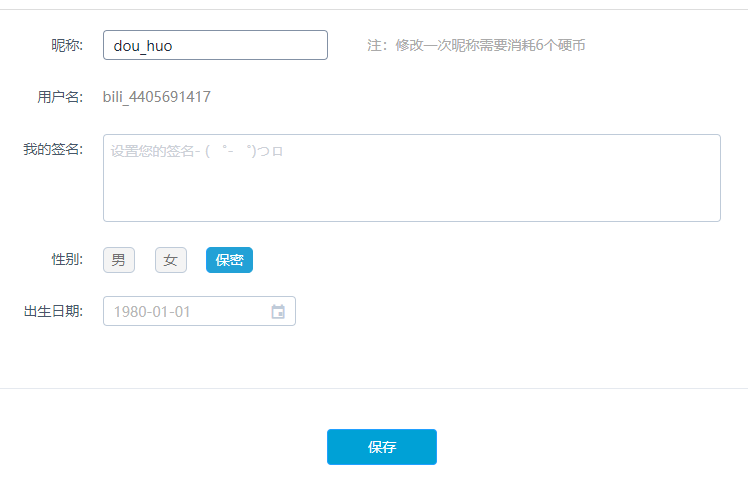 昵称: dou_huo 注：修改一次昵称需要消耗6个硬币
用户名: bili_4405691417
我的签名: 设置您的签名- ( ゜- ゜)つロ
性别: 男 女 保密
出生日期: 1980-01-01
保存